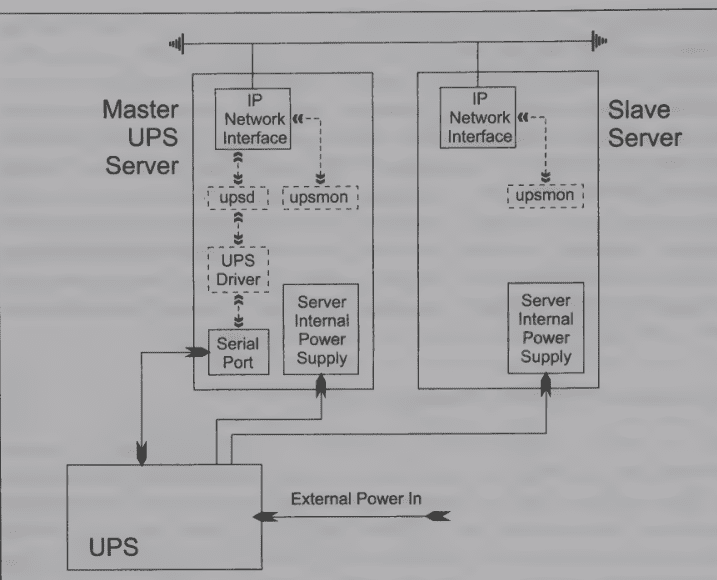 Master
UPS
Server
IP
Network
Interface
upsd
upsmon
UPS
Driver
Serial
Port
Server
Internal
Power
Supply
IP
Network
Interface
Slave
Server
upsmon
Server
Internal
Power
Supply
External Power In
UPS